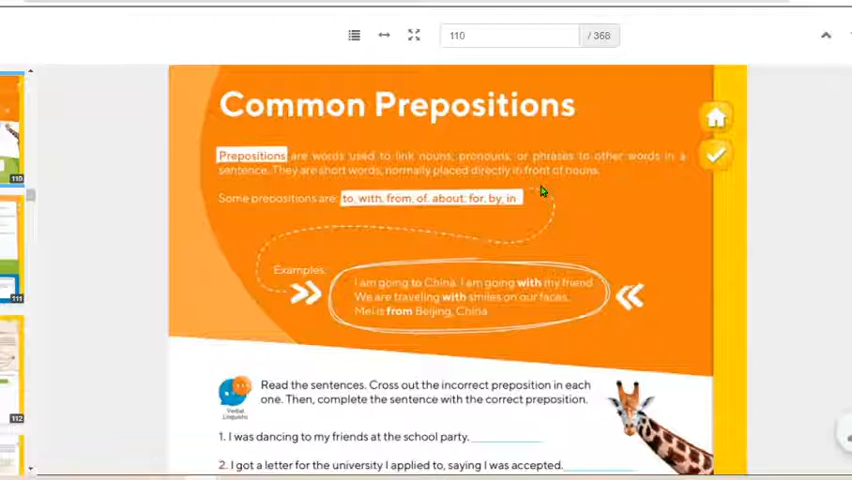 110
/ 368
Common Prepositions
Prepositions are words used to link nouns, pronouns, or phrases to other words in a
sentence. They are short words, normally placed directly in front of nouns.
Some prepositions are: to, with, from, of, about, for, by, in
Examples:
I am going to China. I am going with my friend.
We are traveling with smiles on our faces.
Mei is from Beijing, China.
Read the sentences. Cross out the incorrect preposition in each
one. Then, complete the sentence with the correct preposition.
Verbal
Linguistic
1. I was dancing to my friends at the school party.
2. I got a letter for the university I applied to, saying I was accepted.
110
111
112